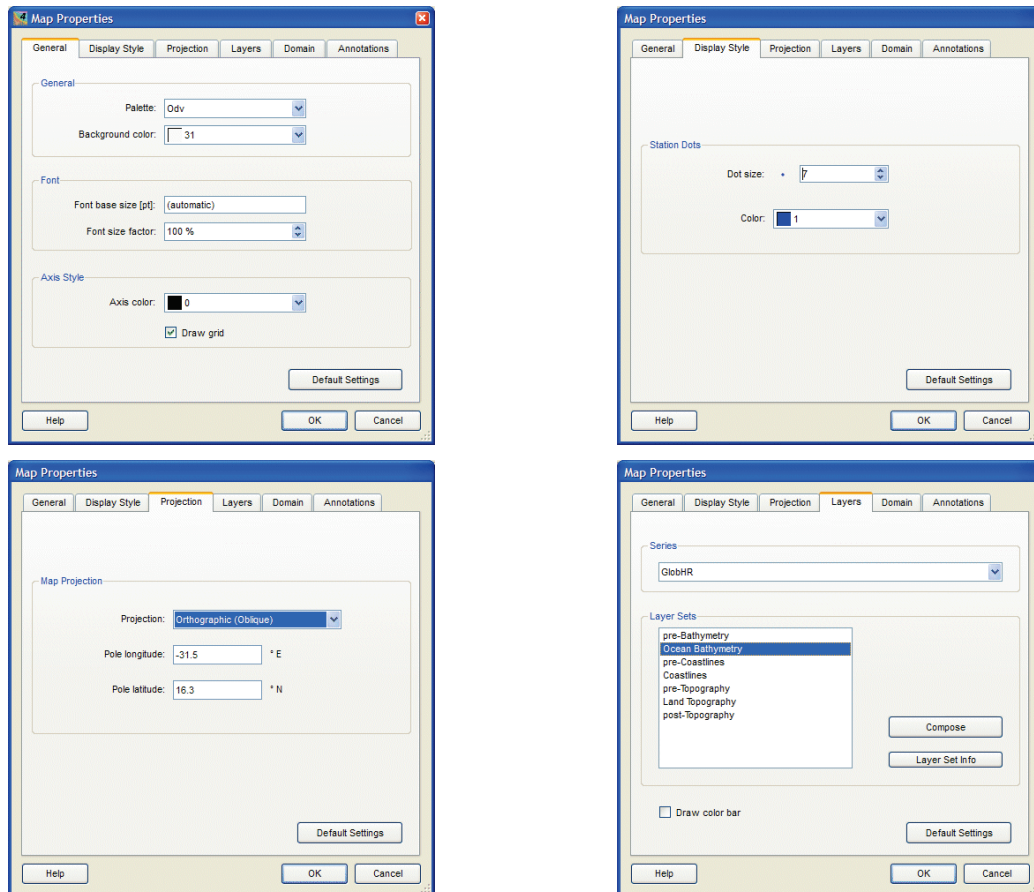 Map Properties
General Display Style Projection Layers Domain Annotations
General
Palette: Odv
Background color: 31
Font
Font base size [pt]: (automatic)
Font size factor: 100 %
Axis Style
Axis color: 0
Draw grid
Default Settings
Help OK Cancel
Map Properties
General Display Style Projection Layers Domain Annotations
Station Dots
Dot size: 7
Color: 1
Default Settings
Help OK Cancel
Map Properties
General Display Style Projection Layers Domain Annotations
Map Projection
Projection: Orthographic (Oblique)
Pole longitude: -31.5 ° E
Pole latitude: 16.3 ° N
Default Settings
Help OK Cancel
Map Properties
General Display Style Projection Layers Domain Annotations
Series
GlobHR
Layer Sets
pre-Bathymetry
Ocean Bathymetry
pre-Coastlines
Coastlines
pre-Topography
Land Topography
post-Topography
Compose
Layer Set Info
Draw color bar
Default Settings
Help OK Cancel